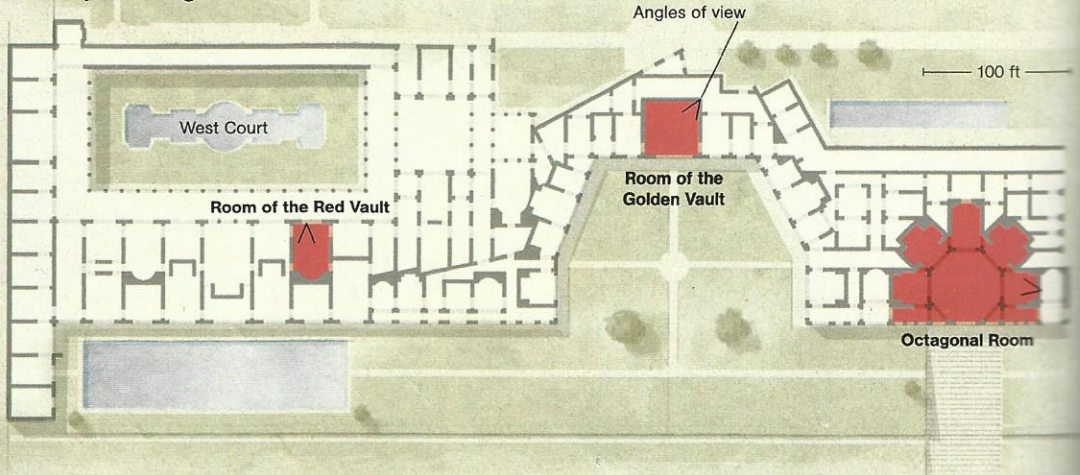 Angles of view
100 ft
West Court
Room of the Red Vault
Room of the
Golden Vault
Octagonal Room